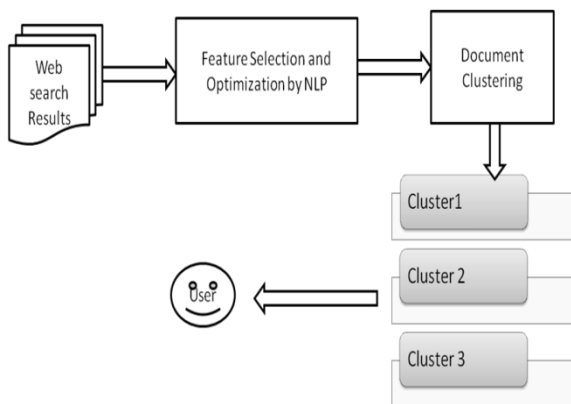 Web
search
Results
Feature Selection and
Optimization by NLP
Document
Clustering
Cluster1
Cluster 2
Cluster 3
User